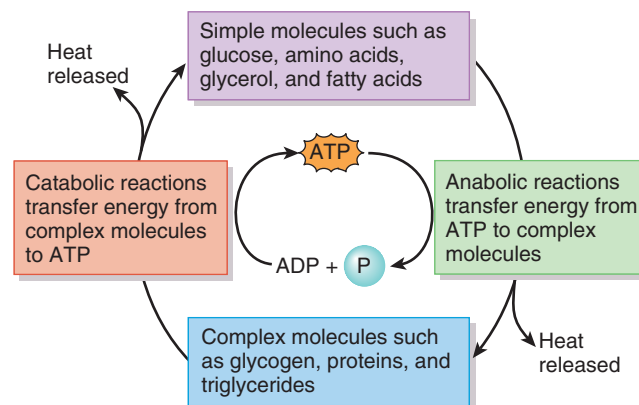 Simple molecules such as
glucose, amino acids,
glycerol, and fatty acids
Heat
released
ATP
Catabolic reactions
transfer energy from
complex molecules
to ATP
Anabolic reactions
transfer energy from
ATP to complex
molecules
ADP + P
Complex molecules such
as glycogen, proteins, and
triglycerides
Heat
released